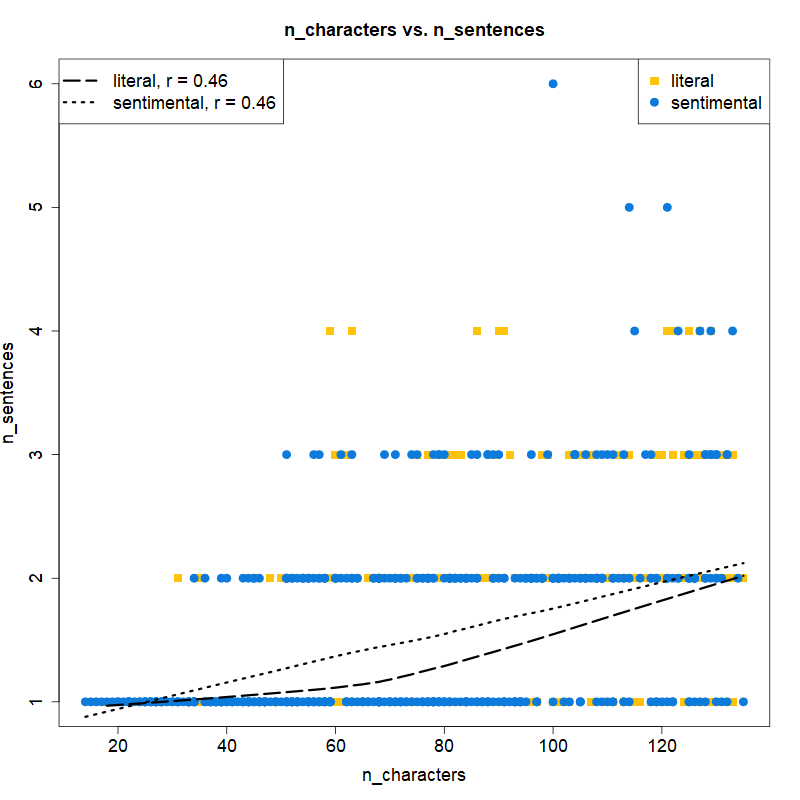 n_characters vs. n_sentences
literal, r = 0.46
sentimental, r = 0.46
literal
sentimental
6
5
4
3
2
1
n_sentences
20 40 60 80 100 120
n_characters